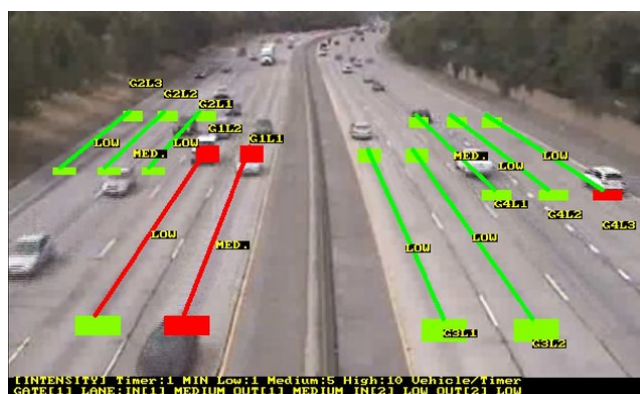 G2L3
G2L2
G2L1
G1L2
G1L1
LOW
MED.
LOW
MED.
LOW
LOW
G4L1
G4L2
G4L3
LOW
MED.
LOW
LOW
G3L1
G3L2
[INTENSITY] Timer:1 MIN Low:1 Medium:5 High:10 Vehicle/Timer
GATE[1] LANE:IN[1] MEDIUM OUT[1] MEDIUM IN[2] LOW OUT[2] LOW